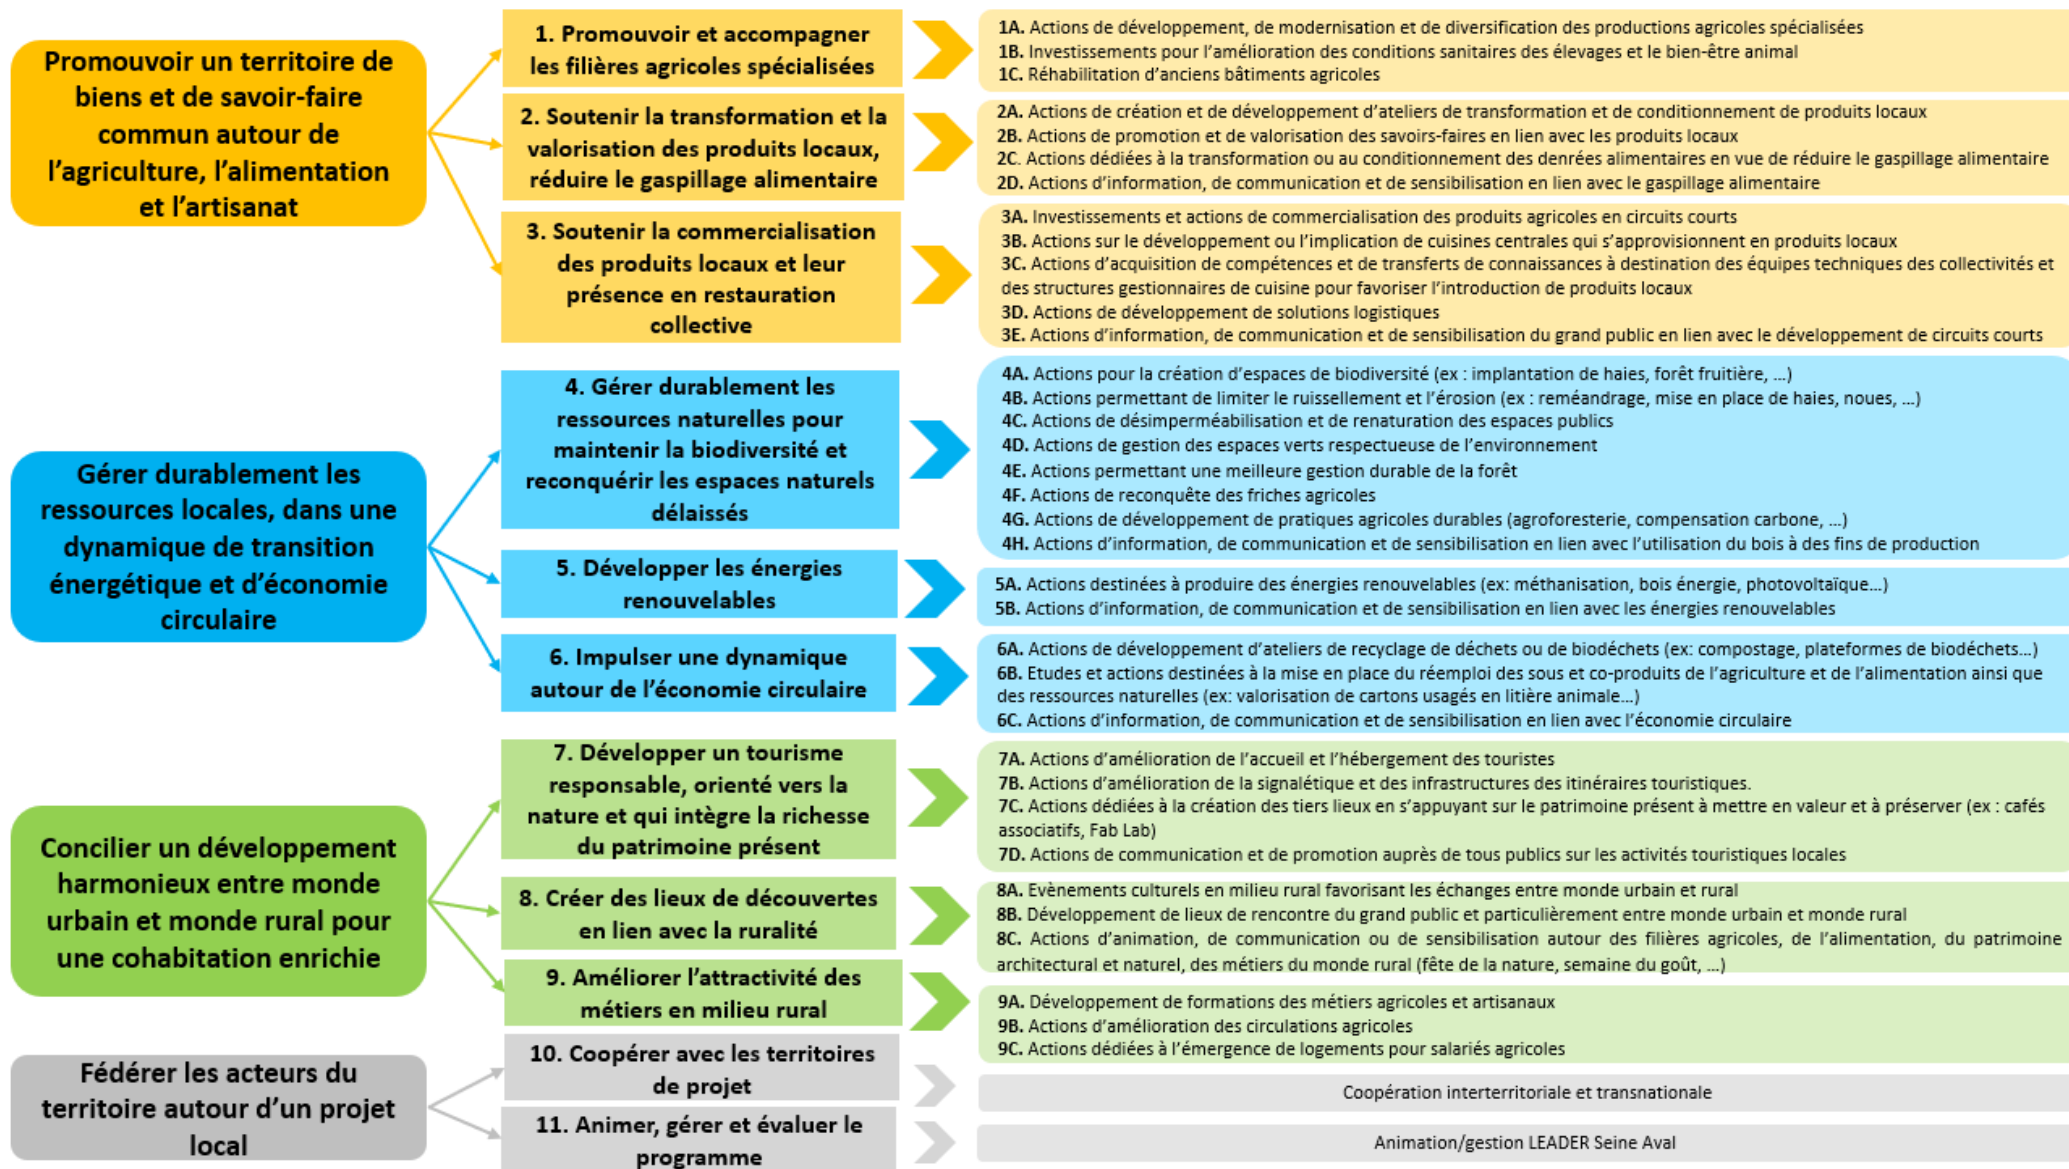 Promouvoir un territoire de
biens et de savoir-faire
commun autour de
l'agriculture, l'alimentation
et l'artisanat
1. Promouvoir et accompagner
les filières agricoles spécialisées
1A. Actions de développement, de modernisation et de diversification des productions agricoles spécialisées
1B. Investissements pour l'amélioration des conditions sanitaires des élevages et le bien-être animal
1C. Réhabilitation d'anciens bâtiments agricoles
2. Soutenir la transformation et la
valorisation des produits locaux,
réduire le gaspillage alimentaire
2A. Actions de création et de développement d'ateliers de transformation et de conditionnement de produits locaux
2B. Actions de promotion et de valorisation des savoirs-faires en lien avec les produits locaux
2C. Actions dédiées à la transformation ou au conditionnement des denrées alimentaires en vue de réduire le gaspillage alimentaire
2D. Actions d'information, de communication et de sensibilisation en lien avec le gaspillage alimentaire
3. Soutenir la commercialisation
des produits locaux et leur
présence en restauration
collective
3A. Investissements et actions de commercialisation des produits agricoles en circuits courts
3B. Actions sur le développement ou l'implication de cuisines centrales qui s'approvisionnent en produits locaux
3C. Actions d'acquisition de compétences et de transferts de connaissances à destination des équipes techniques des collectivités et
des structures gestionnaires de cuisine pour favoriser l'introduction de produits locaux
3D. Actions de développement de solutions logistiques
3E. Actions d'information, de communication et de sensibilisation du grand public en lien avec le développement de circuits courts
Gérer durablement les
ressources locales, dans une
dynamique de transition
énergétique et d'économie
circulaire
4. Gérer durablement les
ressources naturelles pour
maintenir la biodiversité et
reconquérir les espaces naturels
délaissés
4A. Actions pour la création d'espaces de biodiversité (ex : implantation de haies, forêt fruitière, ...)
4B. Actions permettant de limiter le ruissellement et l'érosion (ex : reméandrage, mise en place de haies, noues, ...)
4C. Actions de désimperméabilisation et de renaturation des espaces publics
4D. Actions de gestion des espaces verts respectueuse de l'environnement
4E. Actions permettant une meilleure gestion durable de la forêt
4F. Actions de reconquête des friches agricoles
4G. Actions de développement de pratiques agricoles durables (agroforesterie, compensation carbone, ...)
4H. Actions d'information, de communication et de sensibilisation en lien avec l'utilisation du bois à des fins de production
5. Développer les énergies
renouvelables
5A. Actions destinées à produire des énergies renouvelables (ex: méthanisation, bois énergie, photovoltaïque...)
5B. Actions d'information, de communication et de sensibilisation en lien avec les énergies renouvelables
6. Impulser une dynamique
autour de l'économie circulaire
6A. Actions de développement d'ateliers de recyclage de déchets ou de biodéchets (ex: compostage, plateformes de biodéchets...)
6B. Etudes et actions destinées à la mise en place du réemploi des sous et co-produits de l'agriculture et de l'alimentation ainsi que
des ressources naturelles (ex: valorisation de cartons usagés en litière animale...)
6C. Actions d'information, de communication et de sensibilisation en lien avec l'économie circulaire
Concilier un développement
harmonieux entre monde
urbain et monde rural pour
une cohabitation enrichie
7. Développer un tourisme
responsable, orienté vers la
nature et qui intègre la richesse
du patrimoine présent
7A. Actions d'amélioration de l'accueil et l'hébergement des touristes
7B. Actions d'amélioration de la signalétique et des infrastructures des itinéraires touristiques.
7C. Actions dédiées à la création des tiers lieux en s'appuyant sur le patrimoine présent à mettre en valeur et à préserver (ex : cafés
associatifs, Fab Lab)
7D. Actions de communication et de promotion auprès de tous publics sur les activités touristiques locales
8. Créer des lieux de découvertes
en lien avec la ruralité
8A. Evènements culturels en milieu rural favorisant les échanges entre monde urbain et rural
8B. Développement de lieux de rencontre du grand public et particulièrement entre monde urbain et monde rural
8C. Actions d'animation, de communication ou de sensibilisation autour des filières agricoles, de l'alimentation, du patrimoine
architectural et naturel, des métiers du monde rural (fête de la nature, semaine du goût, ...)
9. Améliorer l'attractivité des
métiers en milieu rural
9A. Développement de formations des métiers agricoles et artisanaux
9B. Actions d'amélioration des circulations agricoles
9C. Actions dédiées à l'émergence de logements pour salariés agricoles
Fédérer les acteurs du
territoire autour d'un projet
local
10. Coopérer avec les territoires
de projet
Coopération interterritoriale et transnationale
11. Animer, gérer et évaluer le
programme
Animation/gestion LEADER Seine Aval